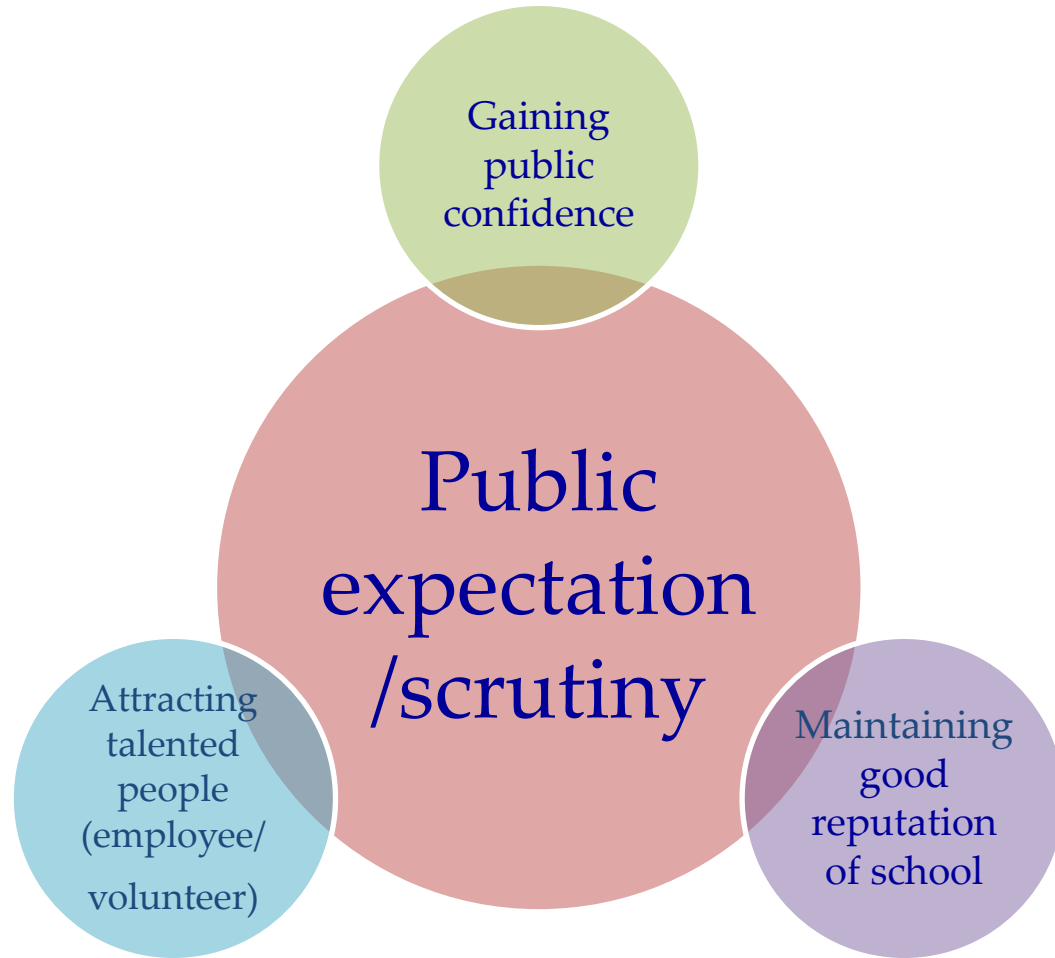 Gaining
public
confidence
Public
expectation
/scrutiny
Attracting
talented
people
(employee/
volunteer)
Maintaining
good
reputation
of school